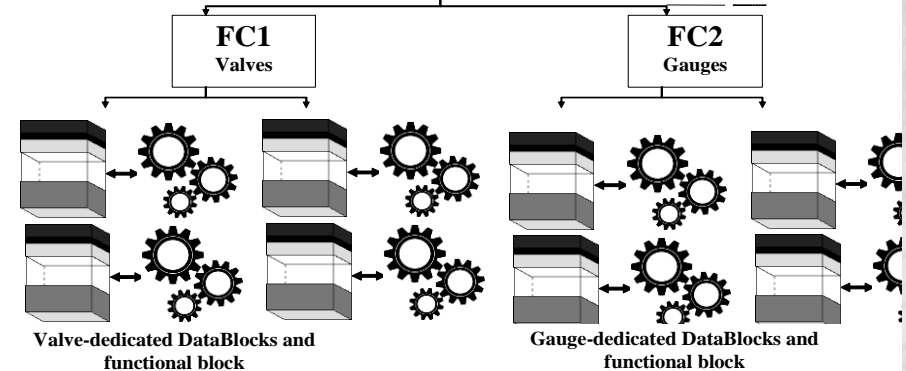 FC1
Valves
FC2
Gauges
Valve-dedicated DataBlocks and
functional block
Gauge-dedicated DataBlocks and
functional block